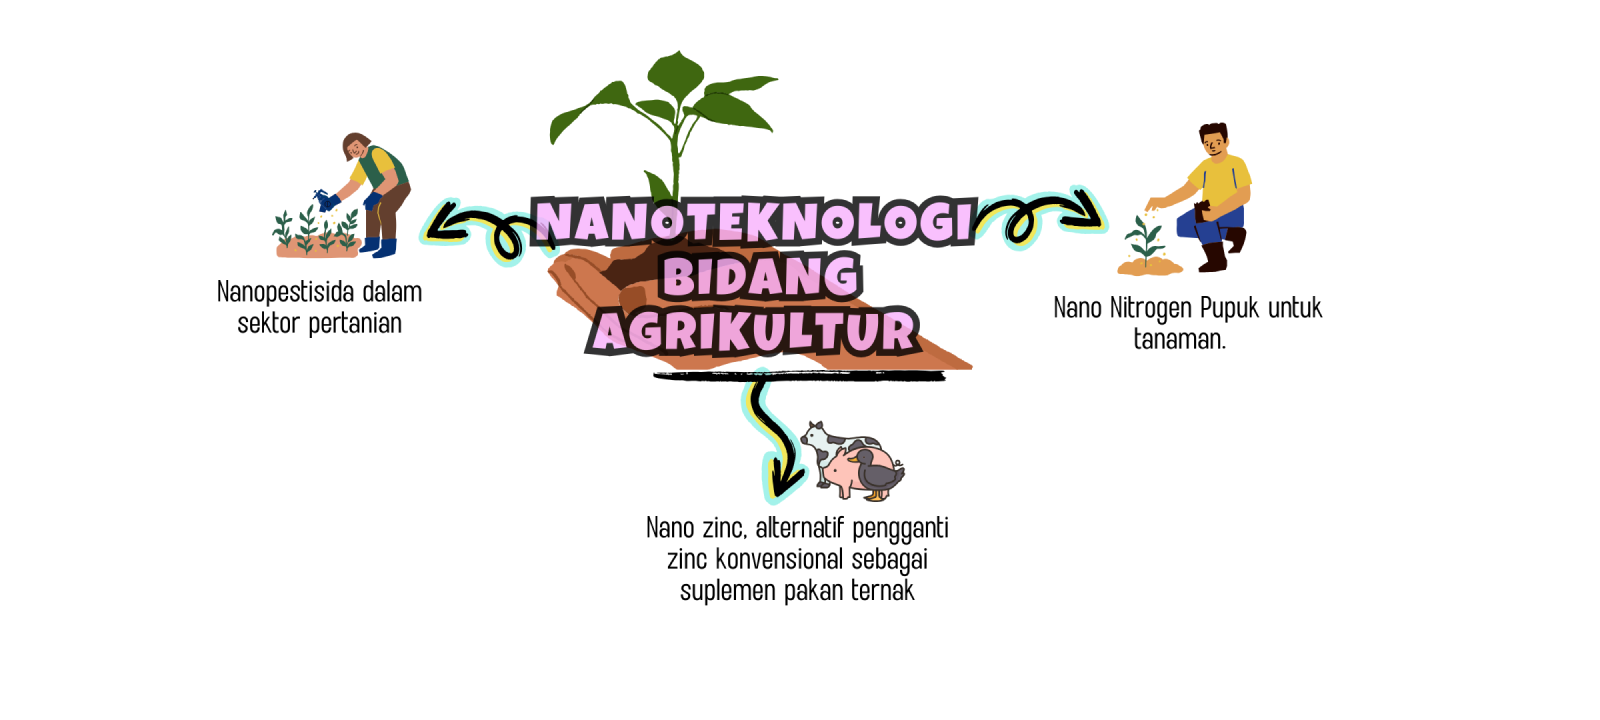 NANOTEKNOLOGI
BIDANG
AGRIKULTUR
Nanopestisida dalam
sektor pertanian
Nano Nitrogen Pupuk untuk
tanaman.
Nano zinc, alternatif pengganti
zinc konvensional sebagai
suplemen pakan ternak